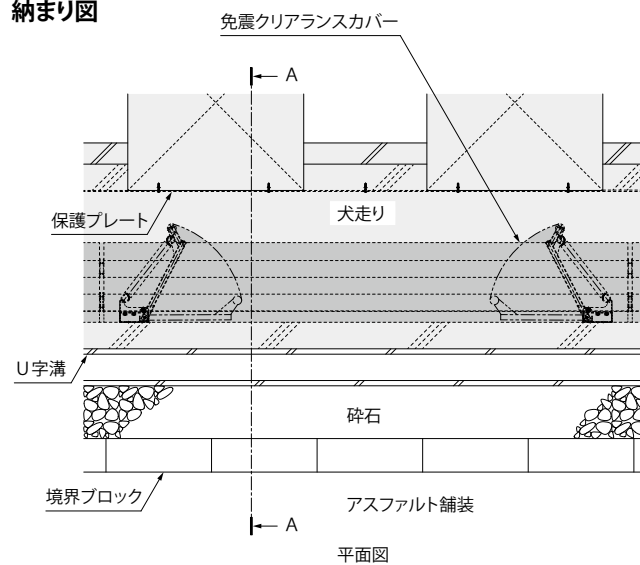 納まり図
免震クリアランスカバー
A
保護プレート
犬走り
U字溝
砕石
境界ブロック
アスファルト舗装
A
平面図